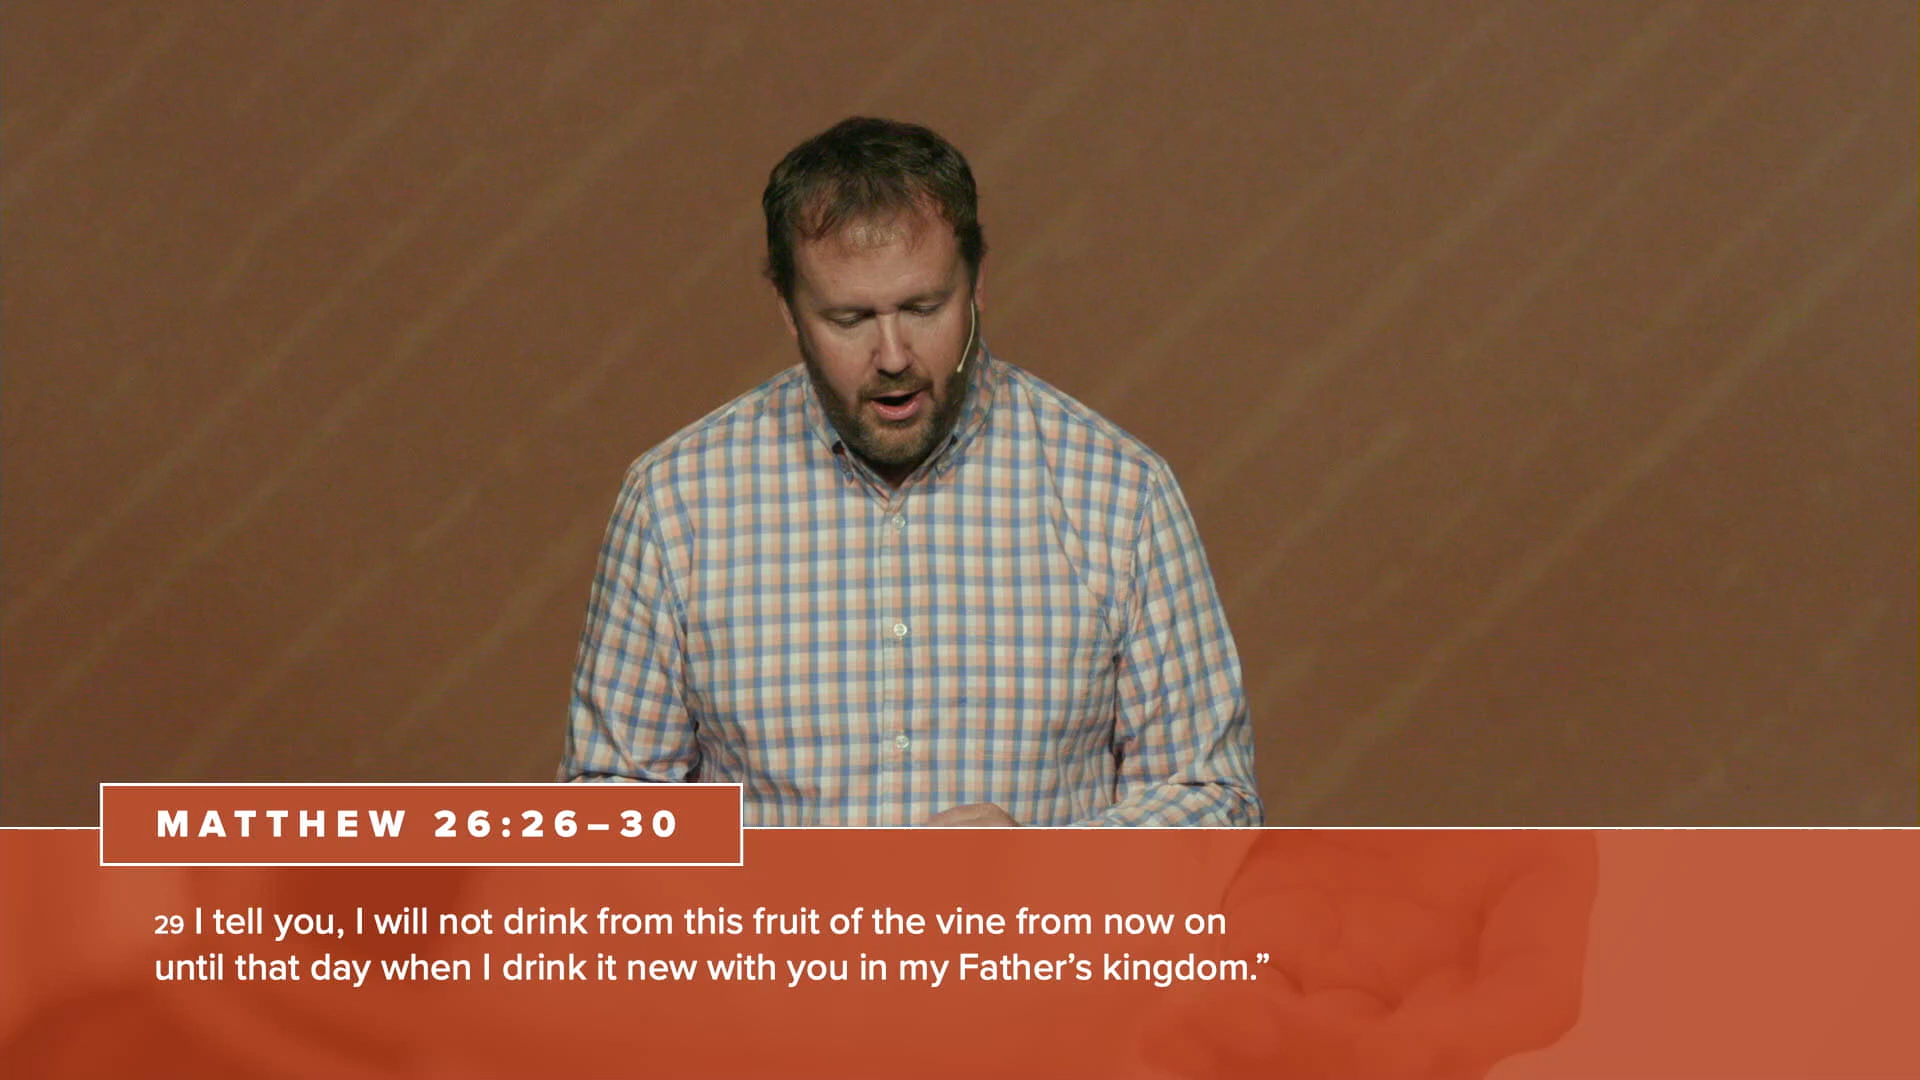 MATTHEW 26:26–30
29 I tell you, I will not drink from this fruit of the vine from now on
until that day when I drink it new with you in my Father’s kingdom.”